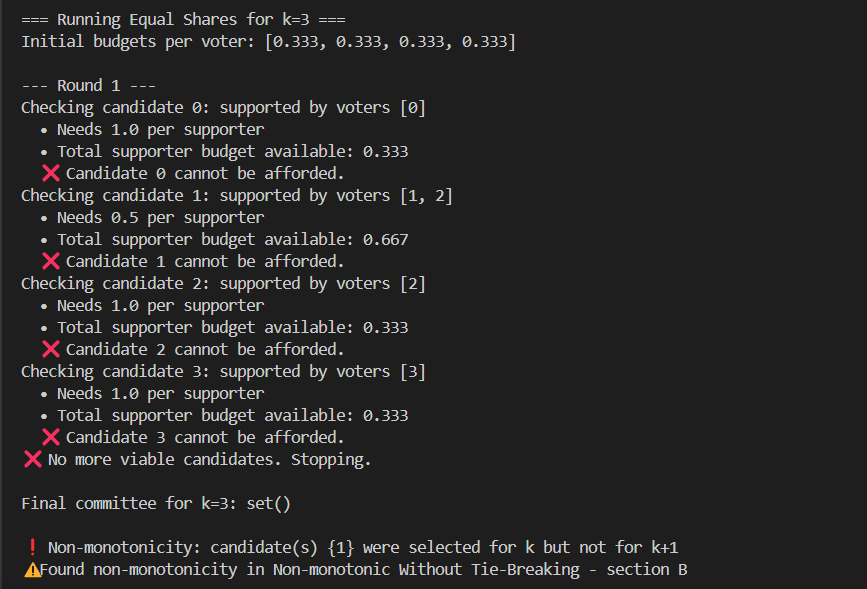 === Running Equal Shares for k=3 ===
Initial budgets per voter: [0.333, 0.333, 0.333, 0.333]
--- Round 1 ---
Checking candidate 0: supported by voters [0]
• Needs 1.0 per supporter
• Total supporter budget available: 0.333
❌ Candidate 0 cannot be afforded.
Checking candidate 1: supported by voters [1, 2]
• Needs 0.5 per supporter
• Total supporter budget available: 0.667
❌ Candidate 1 cannot be afforded.
Checking candidate 2: supported by voters [2]
• Needs 1.0 per supporter
• Total supporter budget available: 0.333
❌ Candidate 2 cannot be afforded.
Checking candidate 3: supported by voters [3]
• Needs 1.0 per supporter
• Total supporter budget available: 0.333
❌ Candidate 3 cannot be afforded.
❌ No more viable candidates. Stopping.
Final committee for k=3: set()
❗ Non-monotonicity: candidate(s) {1} were selected for k but not for k+1
⚠️Found non-monotonicity in Non-monotonic Without Tie-Breaking - section B